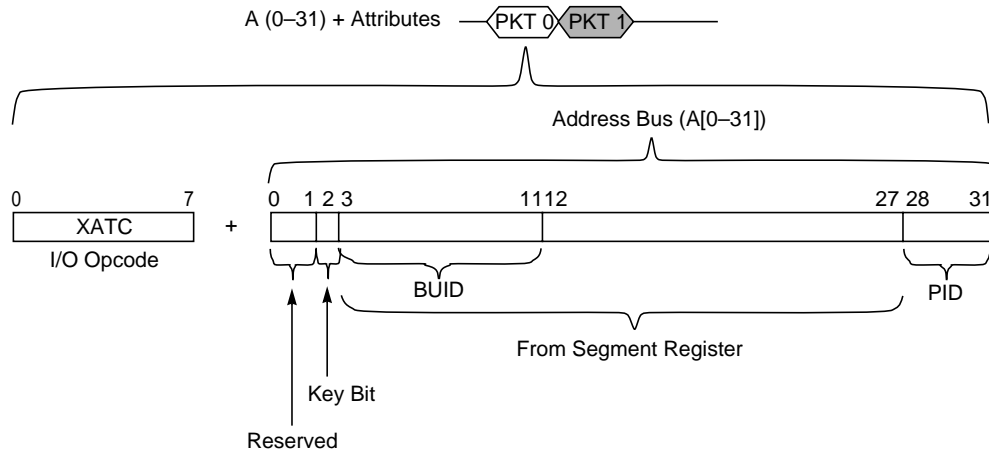 A (0–31) + Attributes PKT 0 PKT 1
Address Bus (A[0–31])
0 7 0 1 2 3 11 12 27 28 31
XATC +
I/O Opcode
BUID PID
From Segment Register
Key Bit
Reserved